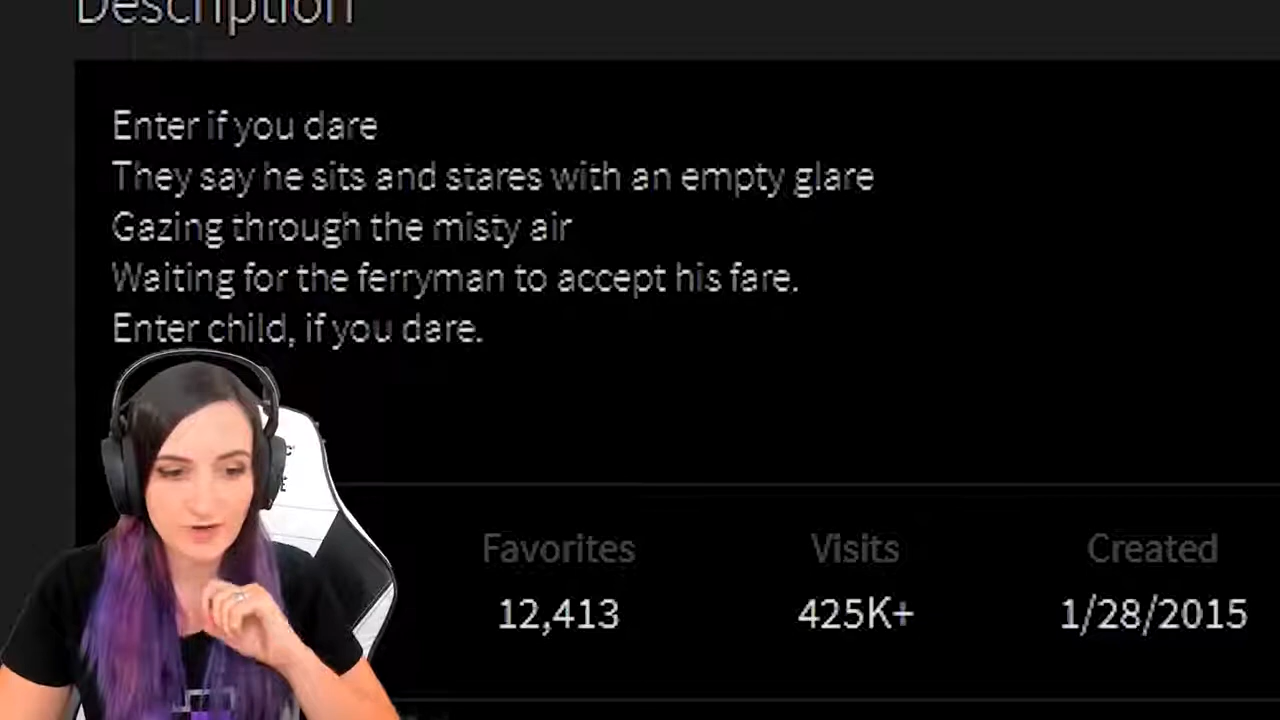 Description
Enter if you dare
They say he sits and stares with an empty glare
Gazing through the misty air
Waiting for the ferryman to accept his fare.
Enter child, if you dare.
Favorites Visits Created
12,413 425K+ 1/28/2015